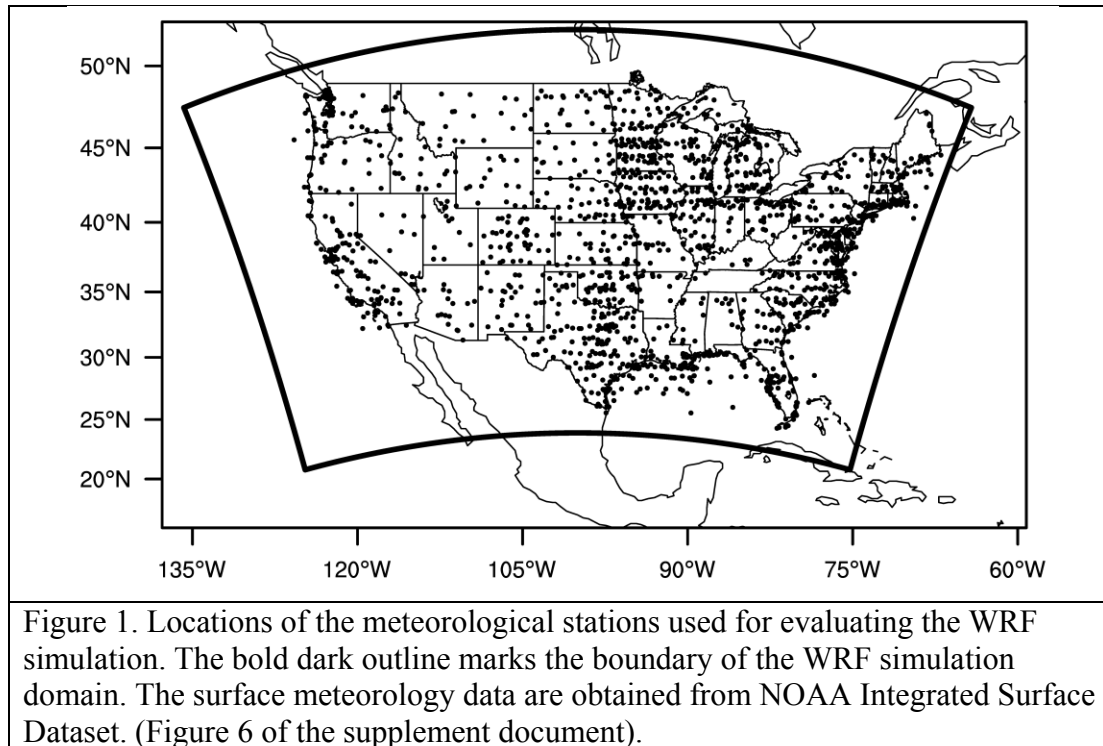 50°N
45°N
40°N
35°N
30°N
25°N
20°N
135°W 120°W 105°W 90°W 75°W 60°W
Figure 1. Locations of the meteorological stations used for evaluating the WRF
simulation. The bold dark outline marks the boundary of the WRF simulation
domain. The surface meteorology data are obtained from NOAA Integrated Surface
Dataset. (Figure 6 of the supplement document).